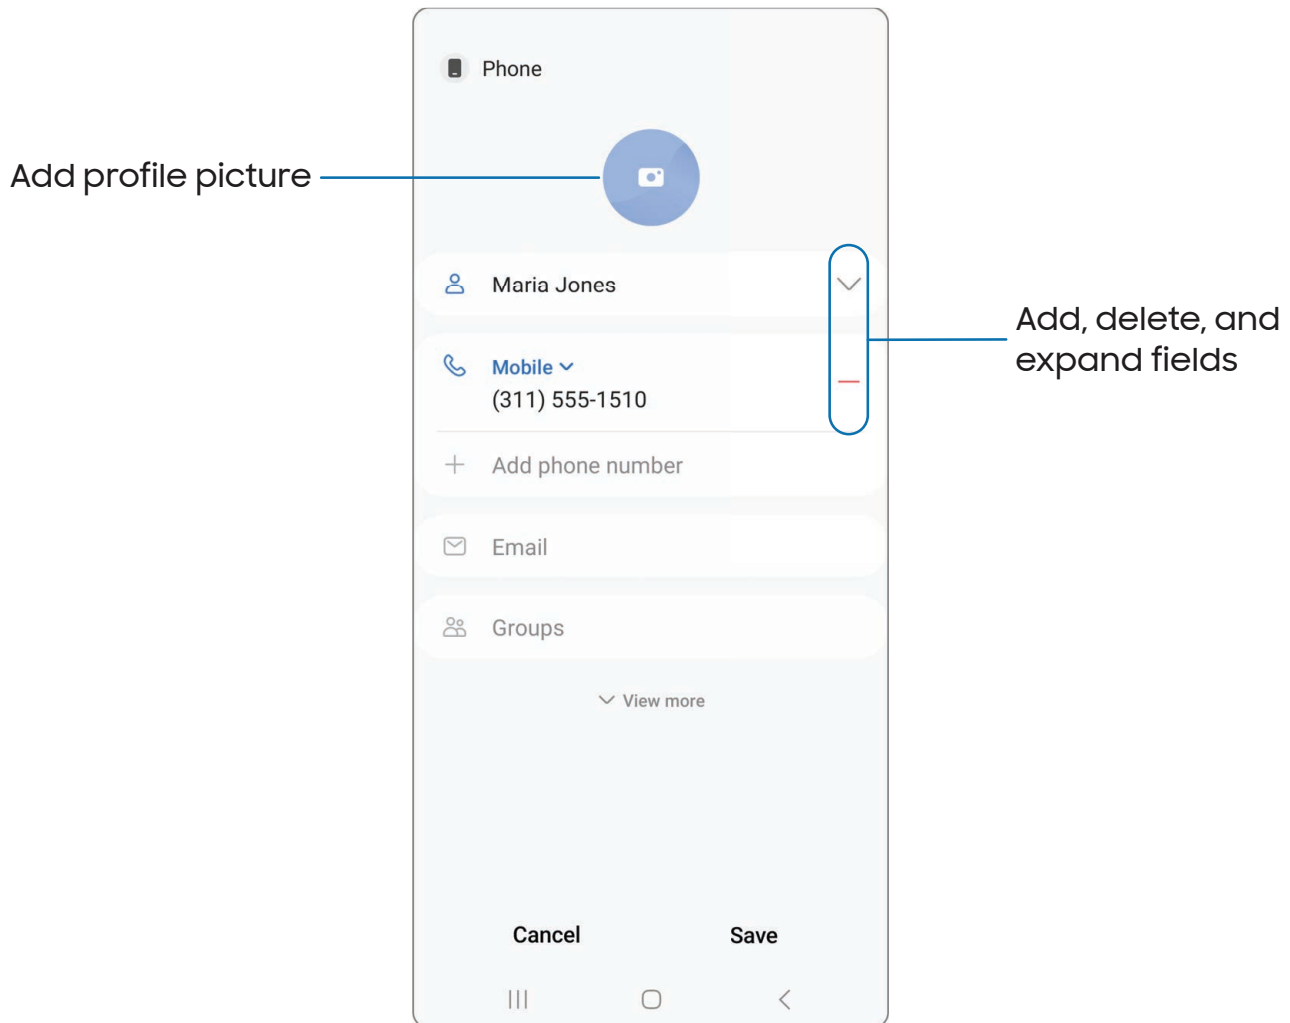 Phone
Add profile picture
Maria Jones
Add, delete, and
expand fields
Mobile
(311) 555-1510
Add phone number
Email
Groups
View more
Cancel
Save